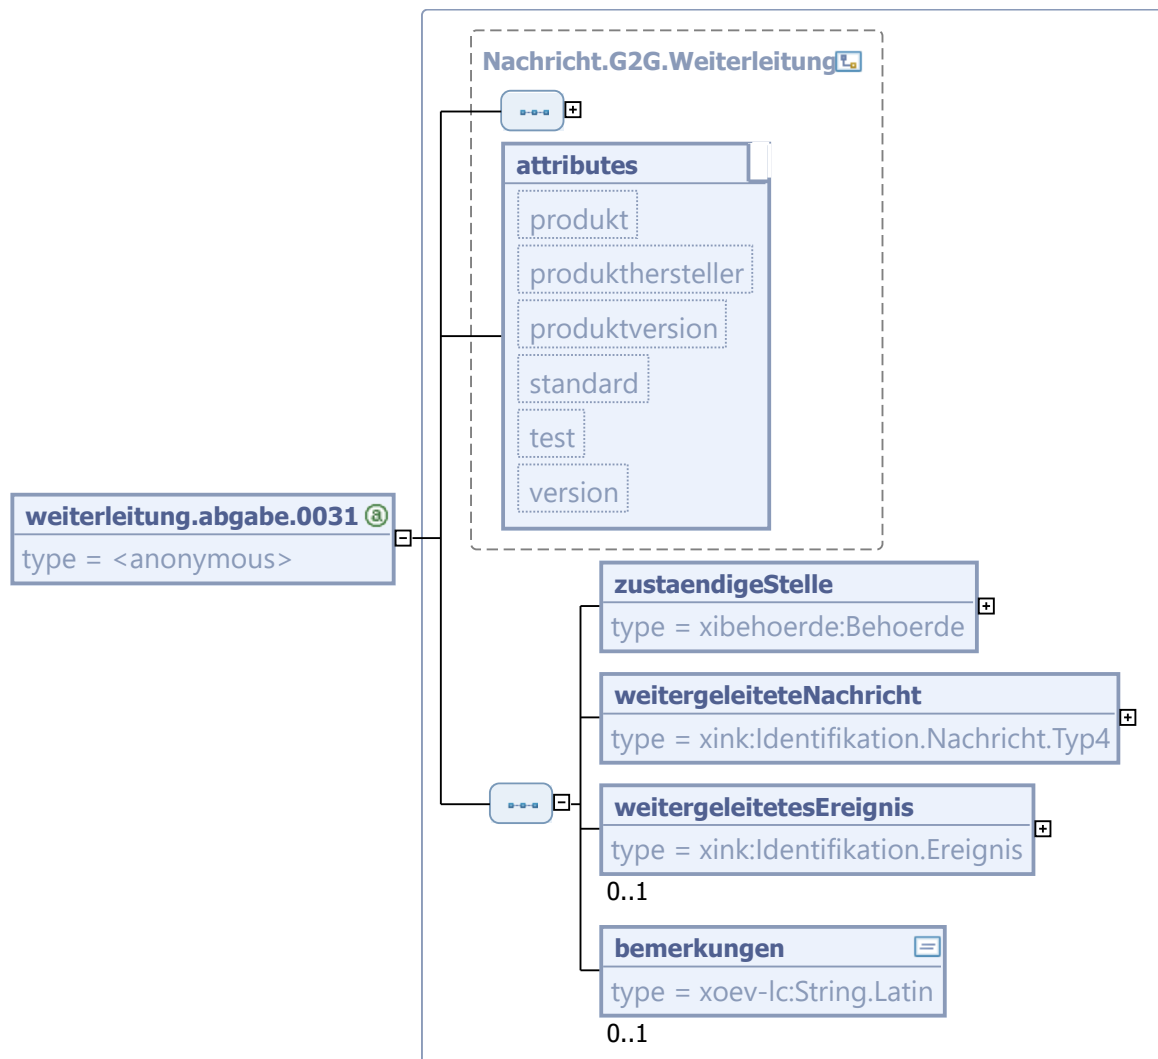 Nachricht.G2G.Weiterleitung
attributes
produkt
produkthersteller
produktversion
standard
test
version
weiterleitung.abgabe.0031
type = <anonymous>
zustaendigeStelle
type = xibehoerde:Behoerde
weitergeleiteteNachricht
type = xink:Identifikation.Nachricht.Typ4
weitergeleitetesEreignis
type = xink:Identifikation.Ereignis
0..1
bemerkungen
type = xoev-lc:String.Latin
0..1